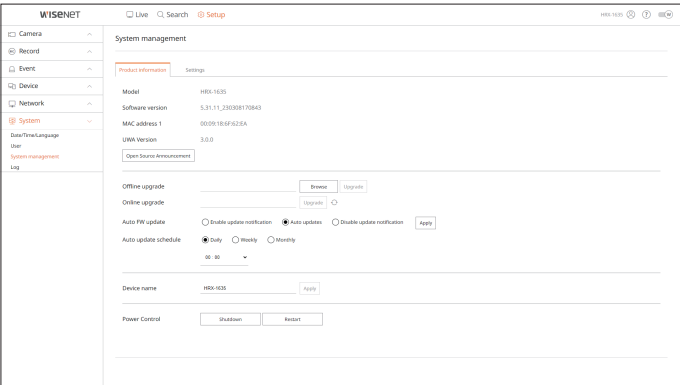 WISENET
Live Search Setup
HRX-1635
Camera
Record
Event
Device
Network
System
Date/Time/Language
User
System management
Log
System management
Product Information Settings
Model HRX-1635
Software version 5.31.11_230308170843
MAC address 1 00:09:18:6F:62:EA
UWA Version 3.0.0
Open Source Announcement
Offline upgrade Browse Upgrade
Online upgrade Upgrade
Auto FW update Enable update notification Auto updates Disable update notification Apply
Auto update schedule Daily Weekly Monthly
00 : 00
Device name HRX-1635 Apply
Power Control Shutdown Restart